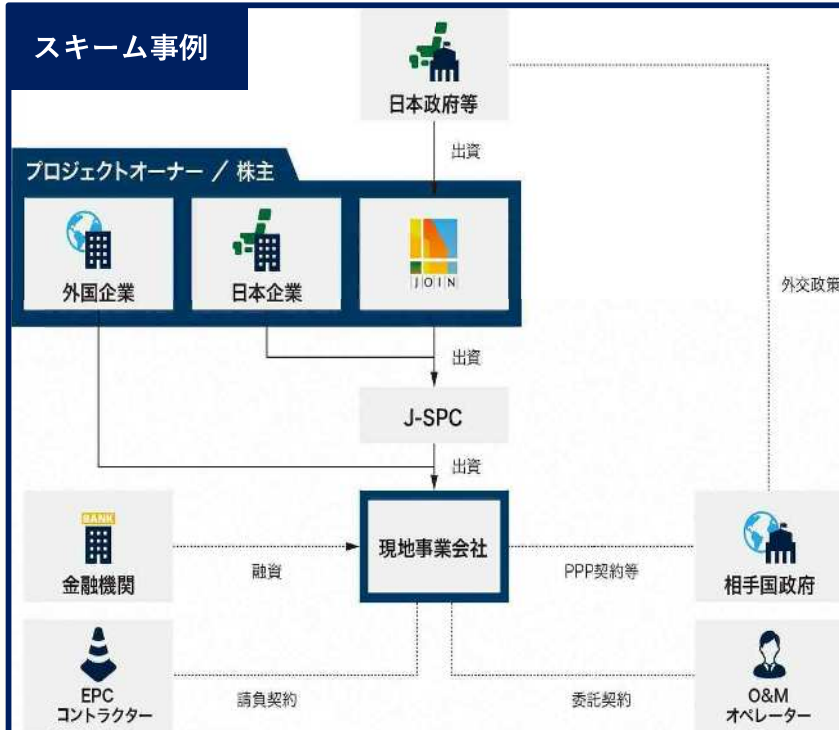 スキーム事例
日本政府等
出資
プロジェクトオーナー / 株主
外国企業
日本企業
JOIN
外交政策
出資
J-SPC
出資
BANK
金融機関
融資
現地事業会社
PPP契約等
相手国政府
EPC
コントラクター
請負契約
委託契約
O&M
オペレーター